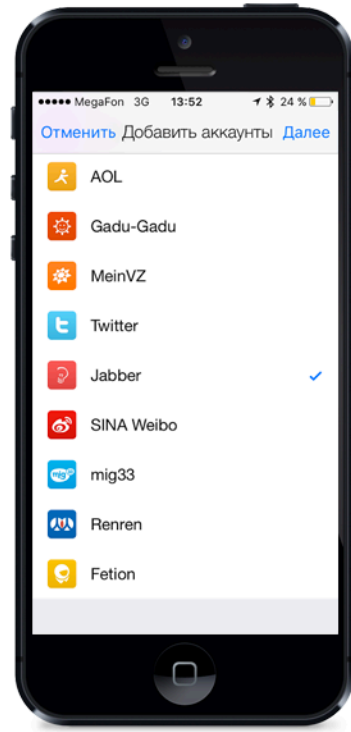 MegaFon 3G 13:52 24 %
Отменить Добавить аккаунты Далее
AOL
Gadu-Gadu
MeinVZ
Twitter
Jabber
SINA Weibo
mig33
Renren
Fetion